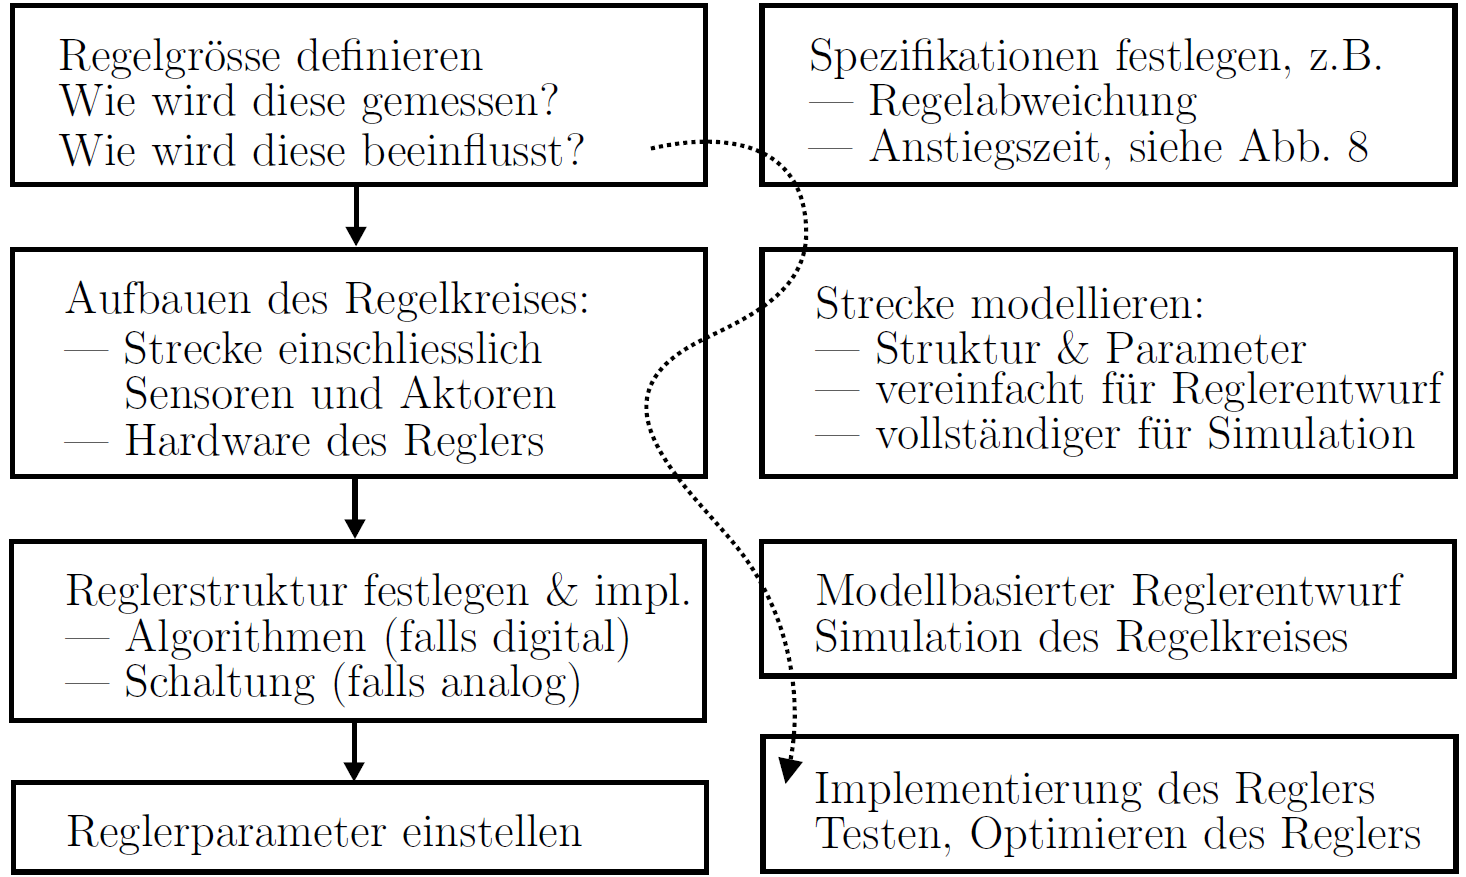 Regelgrösse definieren
Wie wird diese gemessen?
Wie wird diese beeinflusst?
Spezifikationen festlegen, z.B.
— Regelabweichung
— Anstiegszeit, siehe Abb. 8
Aufbauen des Regelkreises:
— Strecke einschliesslich
Sensoren und Aktoren
— Hardware des Reglers
Strecke modellieren:
— Struktur & Parameter
— vereinfacht für Reglerentwurf
— vollständiger für Simulation
Reglerstruktur festlegen & impl.
— Algorithmen (falls digital)
— Schaltung (falls analog)
Modellbasierter Reglerentwurf
Simulation des Regelkreises
Reglerparameter einstellen
Implementierung des Reglers
Testen, Optimieren des Reglers